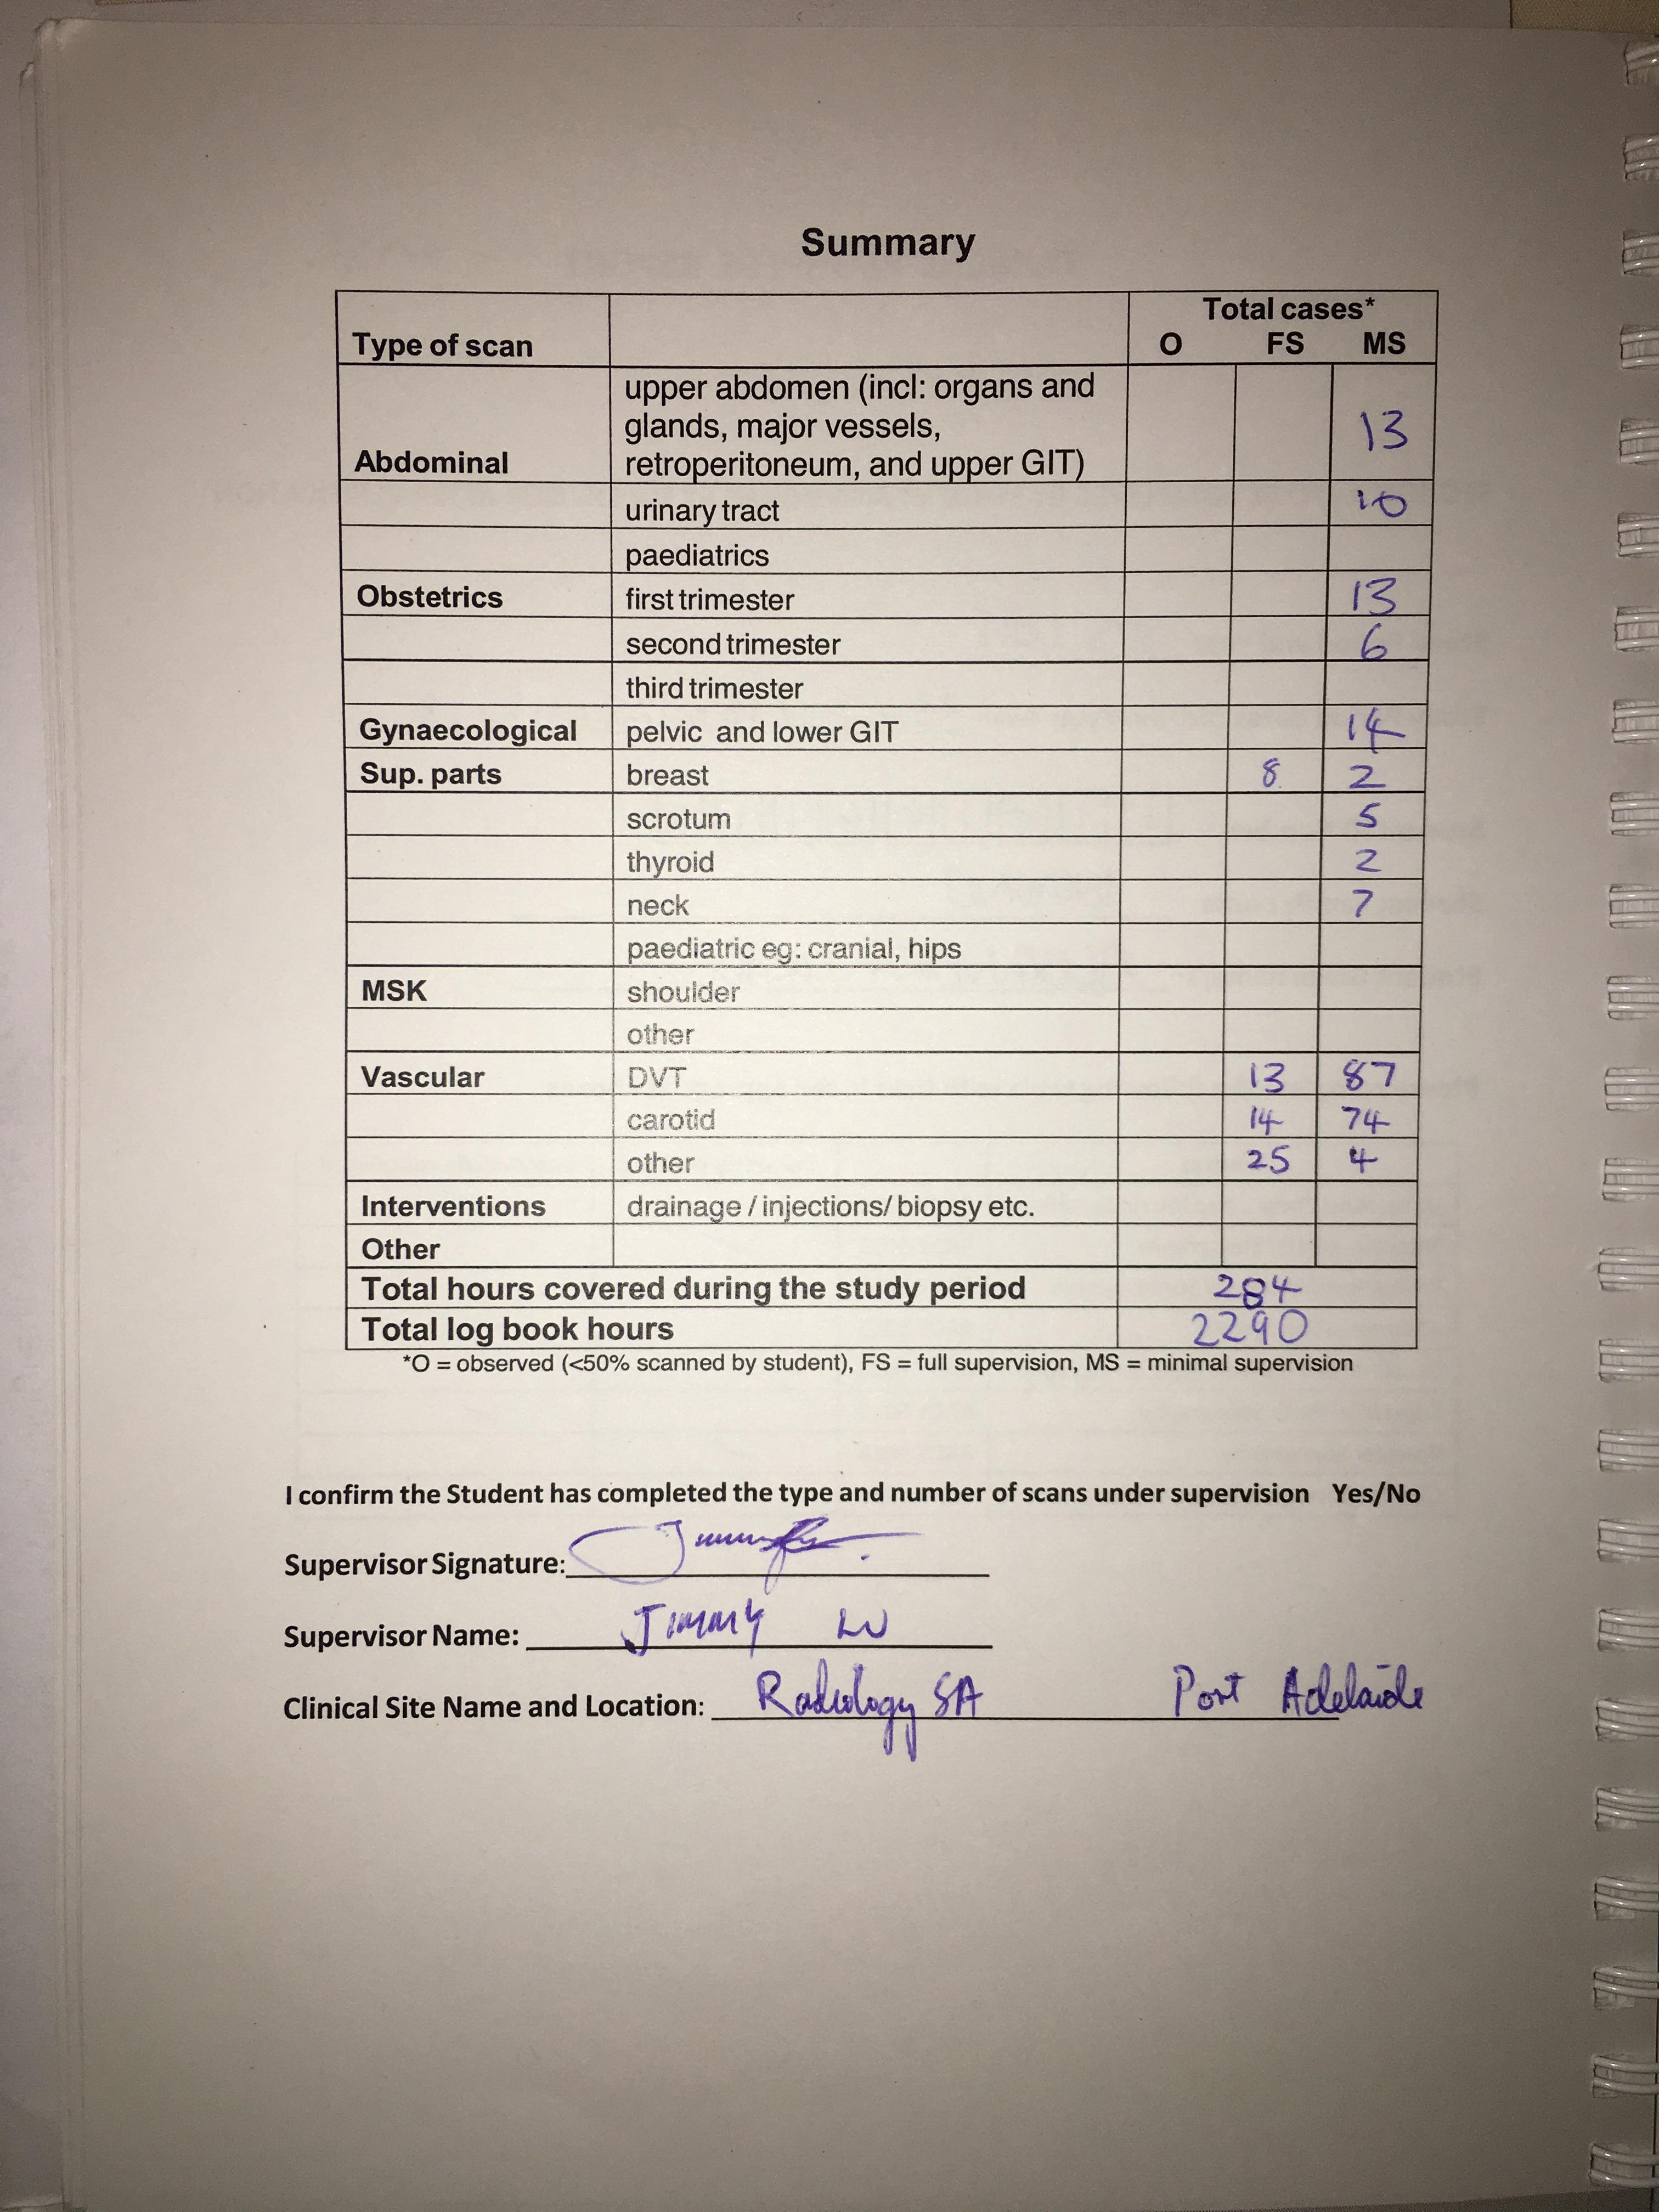 Summary
Total cases*
Type of scan O FS MS
upper abdomen (incl: organs and
glands, major vessels, 13
Abdominal retroperitoneum, and upper GIT)
urinary tract 10
paediatrics
Obstetrics first trimester 13
second trimester 6
third trimester
Gynaecological pelvic and lower GIT 14
Sup. parts breast 8 2
scrotum 5
thyroid 2
neck 7
paediatric eg: cranial, hips
MSK shoulder
other
Vascular DVT 13 87
carotid 14 74
other 25 4
Interventions drainage / injections/ biopsy etc.
Other
Total hours covered during the study period 284
Total log book hours 2290
*O = observed (<50% scanned by student), FS = full supervision, MS = minimal supervision
I confirm the Student has completed the type and number of scans under supervision Yes/No
Supervisor Signature:
Supervisor Name: Jimmy
Clinical Site Name and Location: Radiology SA Port Adelaide